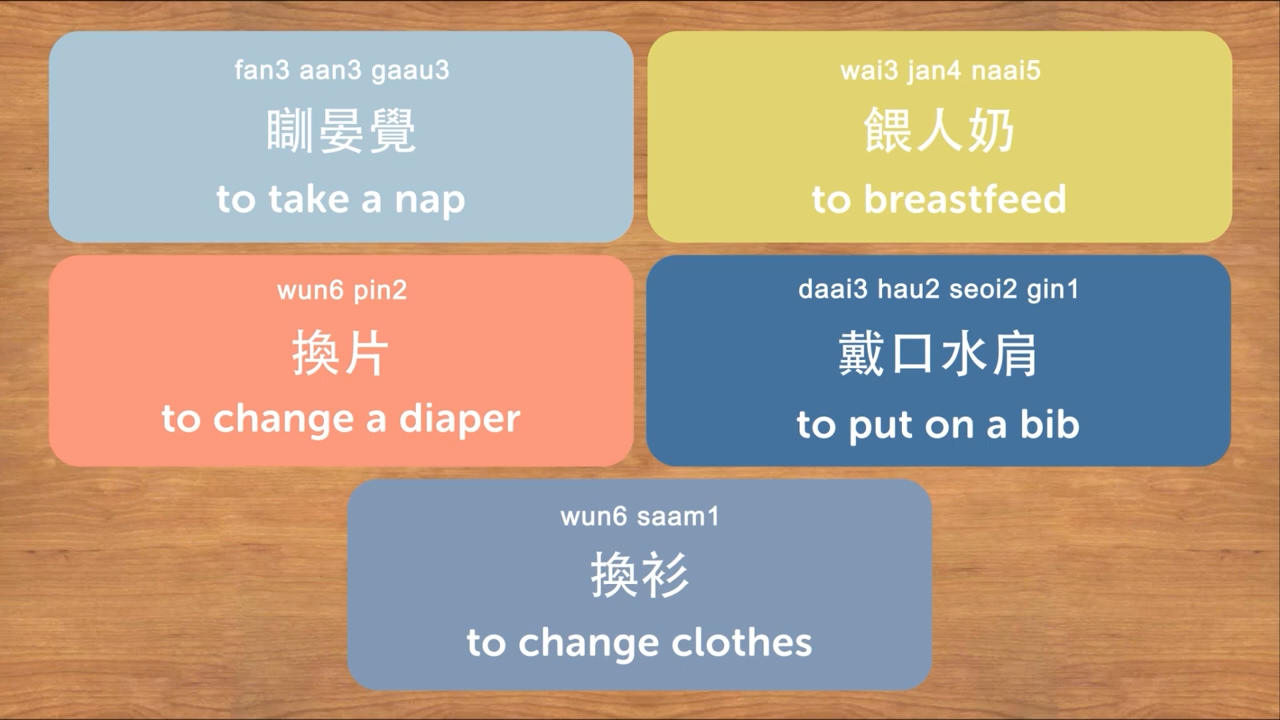 fan3 aan3 gaau3
瞓晏覺
to take a nap
wai3 jan4 naai5
餵人奶
to breastfeed
wun6 pin2
換片
to change a diaper
daai3 hau2 seoi2 gin1
戴口水肩
to put on a bib
wun6 saam1
換衫
to change clothes